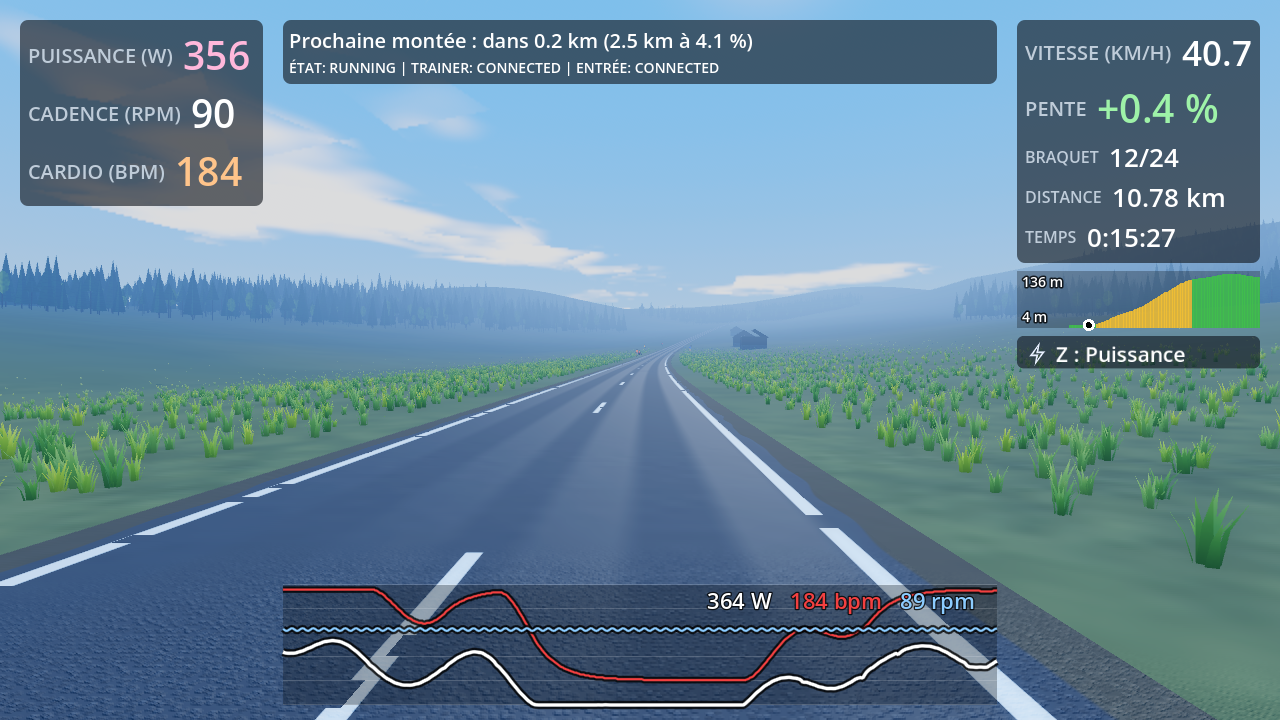 PUISSANCE (W) 356
CADENCE (RPM) 90
CARDIO (BPM) 184
Prochaine montée : dans 0.2 km (2.5 km à 4.1 %)
ÉTAT: RUNNING | TRAINER: CONNECTED | ENTRÉE: CONNECTED
VITESSE (KM/H) 40.7
PENTE +0.4 %
BRAQUET 12/24
DISTANCE 10.78 km
TEMPS 0:15:27
136 m
4 m
Z : Puissance
364 W 184 bpm 89 rpm